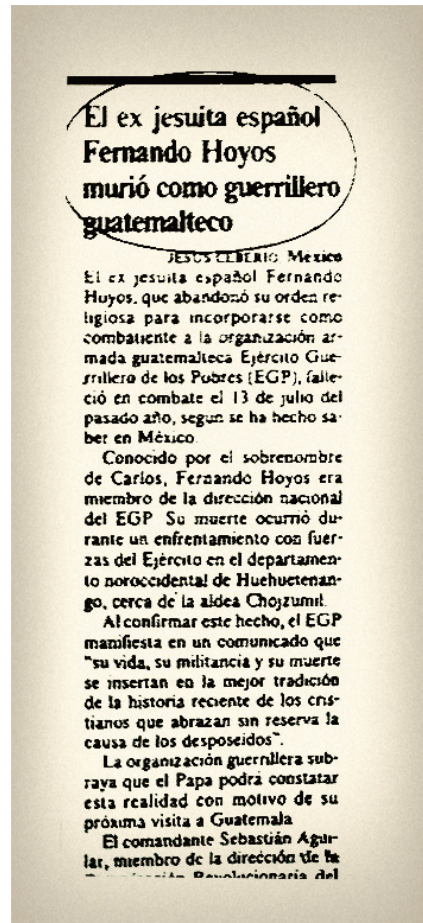 El ex jesuita español
Fernando Hoyos
murió como guerrillero
guatemalteco
JESÚS CEBERIO, México
El ex jesuita español Fernando
Hoyos, que abandonó su orden re-
ligiosa para incorporarse como
combatiente a la organización ar-
mada guatemalteca Ejército Gue-
rrillero de los Pobres (EGP), falle-
ció en combate el 13 de julio del
pasado año, según se ha hecho sa-
ber en México.
Conocido por el sobrenombre
de Carlos, Fernando Hoyos era
miembro de la dirección nacional
del EGP. Su muerte ocurrió du-
rante un enfrentamiento con fuer-
zas del Ejército en el departamen-
to noroccidental de Huehuetenan-
go, cerca de la aldea Chojzumil.
Al confirmar este hecho, el EGP
manifiesta en un comunicado que
"su vida, su militancia y su muerte
se insertan en la mejor tradición
de la historia reciente de los cris-
tianos que abrazan sin reserva la
causa de los desposeídos".
La organización guerrillera sub-
raya que el Papa podrá constatar
esta realidad con motivo de su
próxima visita a Guatemala
El comandante Sebastián Agui-
lar, miembro de la dirección de la
Revolucionaria del